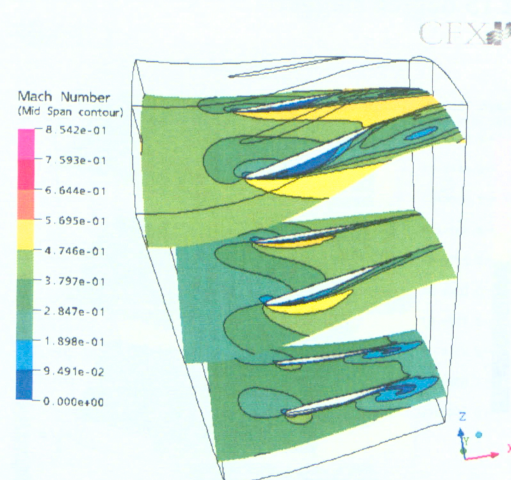 CFX
Mach Number
(Mid Span contour)
8.542e-01
7.593e-01
6.644e-01
5.695e-01
4.746e-01
3.797e-01
2.847e-01
1.898e-01
9.491e-02
0.000e+00
Z
Y
X